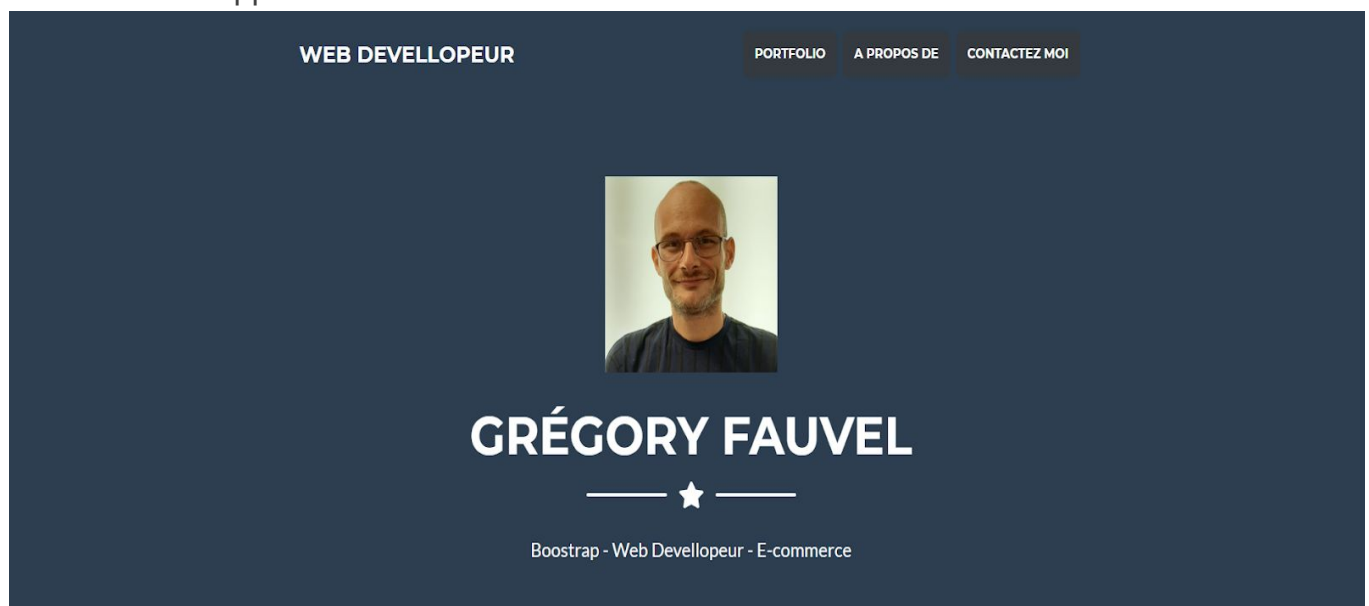 WEB DEVELLOPEUR
PORTFOLIO A PROPOS DE CONTACTEZ MOI
GRÉGORY FAUVEL
Boostrap - Web Devellopeur - E-commerce